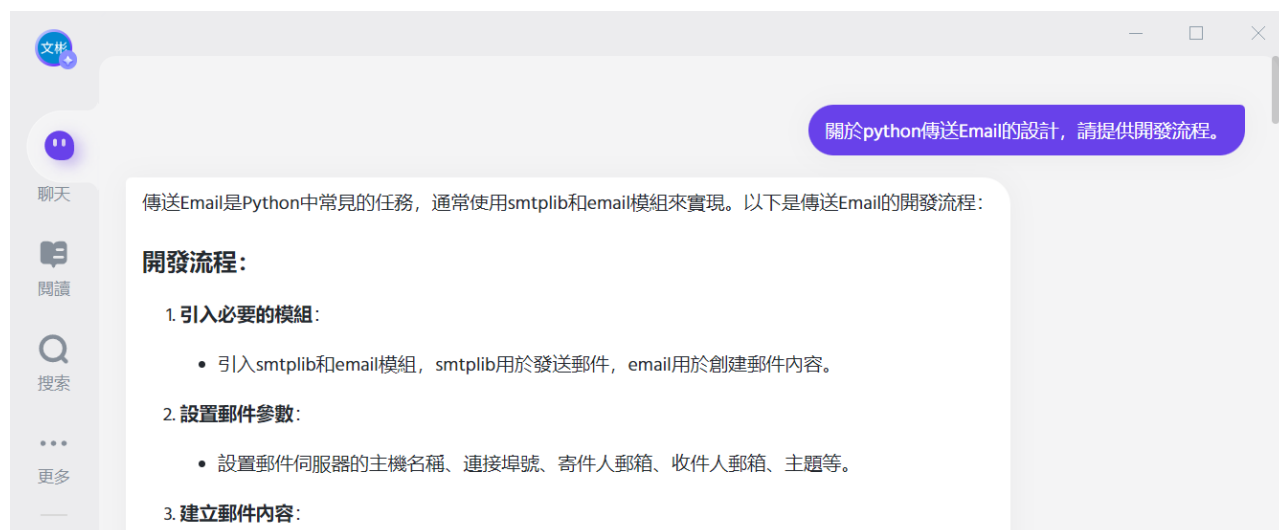 文彬
聊天
閱讀
搜索
更多
關於python傳送Email的設計，請提供開發流程。
傳送Email是Python中常見的任務，通常使用smtplib和email模組來實現。以下是傳送Email的開發流程：
開發流程：
1. 引入必要的模組：
• 引入smtplib和email模組，smtplib用於發送郵件，email用於創建郵件內容。
2. 設置郵件參數：
• 設置郵件伺服器的主機名稱、連接埠號、寄件人郵箱、收件人郵箱、主題等。
3. 建立郵件內容：